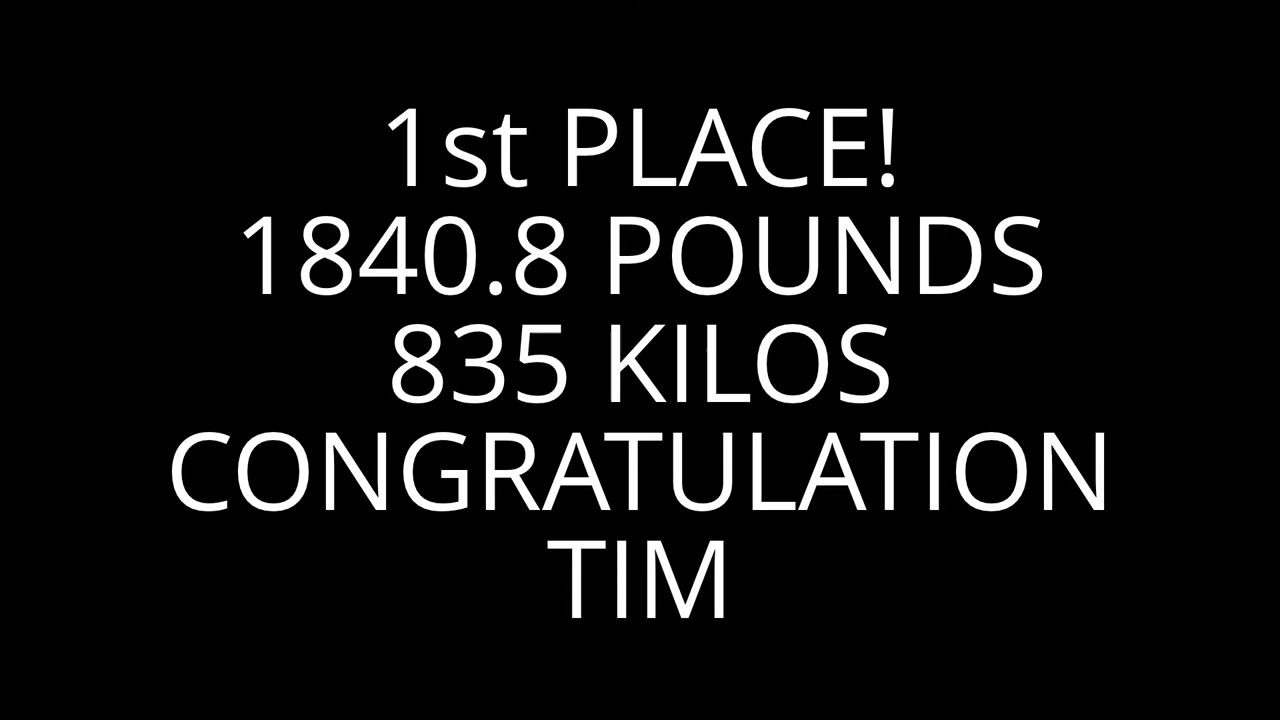 1st PLACE!
1840.8 POUNDS
835 KILOS
CONGRATULATION
TIM